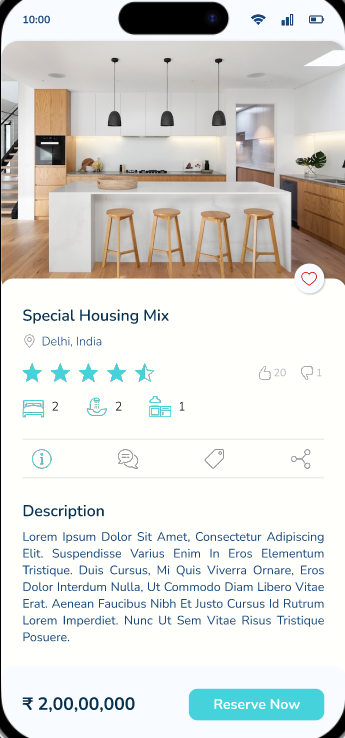 10:00
Special Housing Mix
Delhi, India
20 1
2 2 1
Description
Lorem Ipsum Dolor Sit Amet, Consectetur Adipiscing
Elit. Suspendisse Varius Enim In Eros Elementum
Tristique. Duis Cursus, Mi Quis Viverra Ornare, Eros
Dolor Interdum Nulla, Ut Commodo Diam Libero Vitae
Erat. Aenean Faucibus Nibh Et Justo Cursus Id Rutrum
Lorem Imperdiet. Nunc Ut Sem Vitae Risus Tristique
Posuere.
₹ 2,00,00,000 Reserve Now